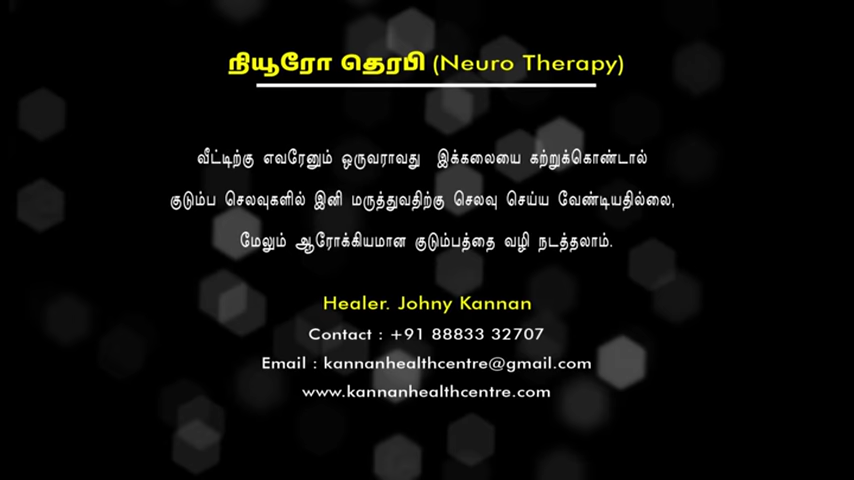 நியூரோ தெரபி (Neuro Therapy)
வீட்டிற்கு எவரேனும் ஒருவராவது இக்கலையை கற்றுக்கொண்டால்
குடும்ப செலவுகளில் இனி மருத்துவதிற்கு செலவு செய்ய வேண்டியதில்லை,
மேலும் ஆரோக்கியமான குடும்பத்தை வழி நடத்தலாம்.
Healer. Johny Kannan
Contact : +91 88833 32707
Email : kannanhealthcentre@gmail.com
www.kannanhealthcentre.com